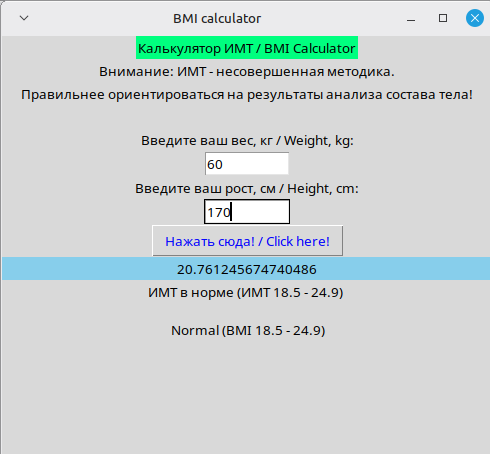 BMI calculator
Калькулятор ИМТ / BMI Calculator
Внимание: ИМТ - несовершенная методика.
Правильнее ориентироваться на результаты анализа состава тела!
Введите ваш вес, кг / Weight, kg:
60
Введите ваш рост, см / Height, cm:
170
Нажать сюда! / Click here!
20.761245674740486
ИМТ в норме (ИМТ 18.5 - 24.9)
Normal (BMI 18.5 - 24.9)